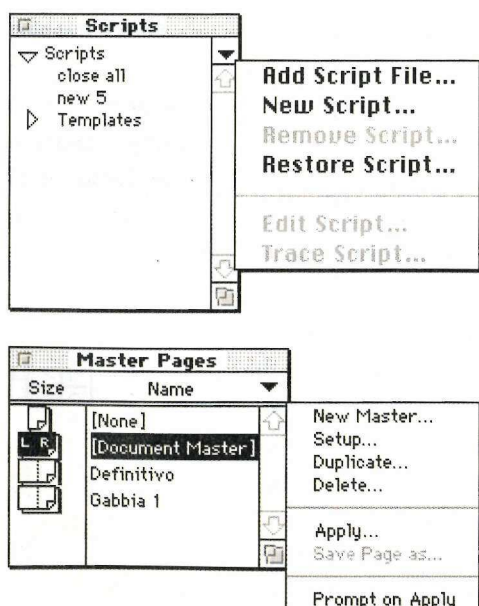 Scripts
Scripts
close all
new 5
Templates
Add Script File...
New Script...
Remove Script...
Restore Script...
Edit Script...
Trace Script...
Master Pages
Size Name
[None]
L R [Document Master]
Definitivo
Gabbia 1
New Master...
Setup...
Duplicate...
Delete...
Apply...
Save Page as...
Prompt on Apply